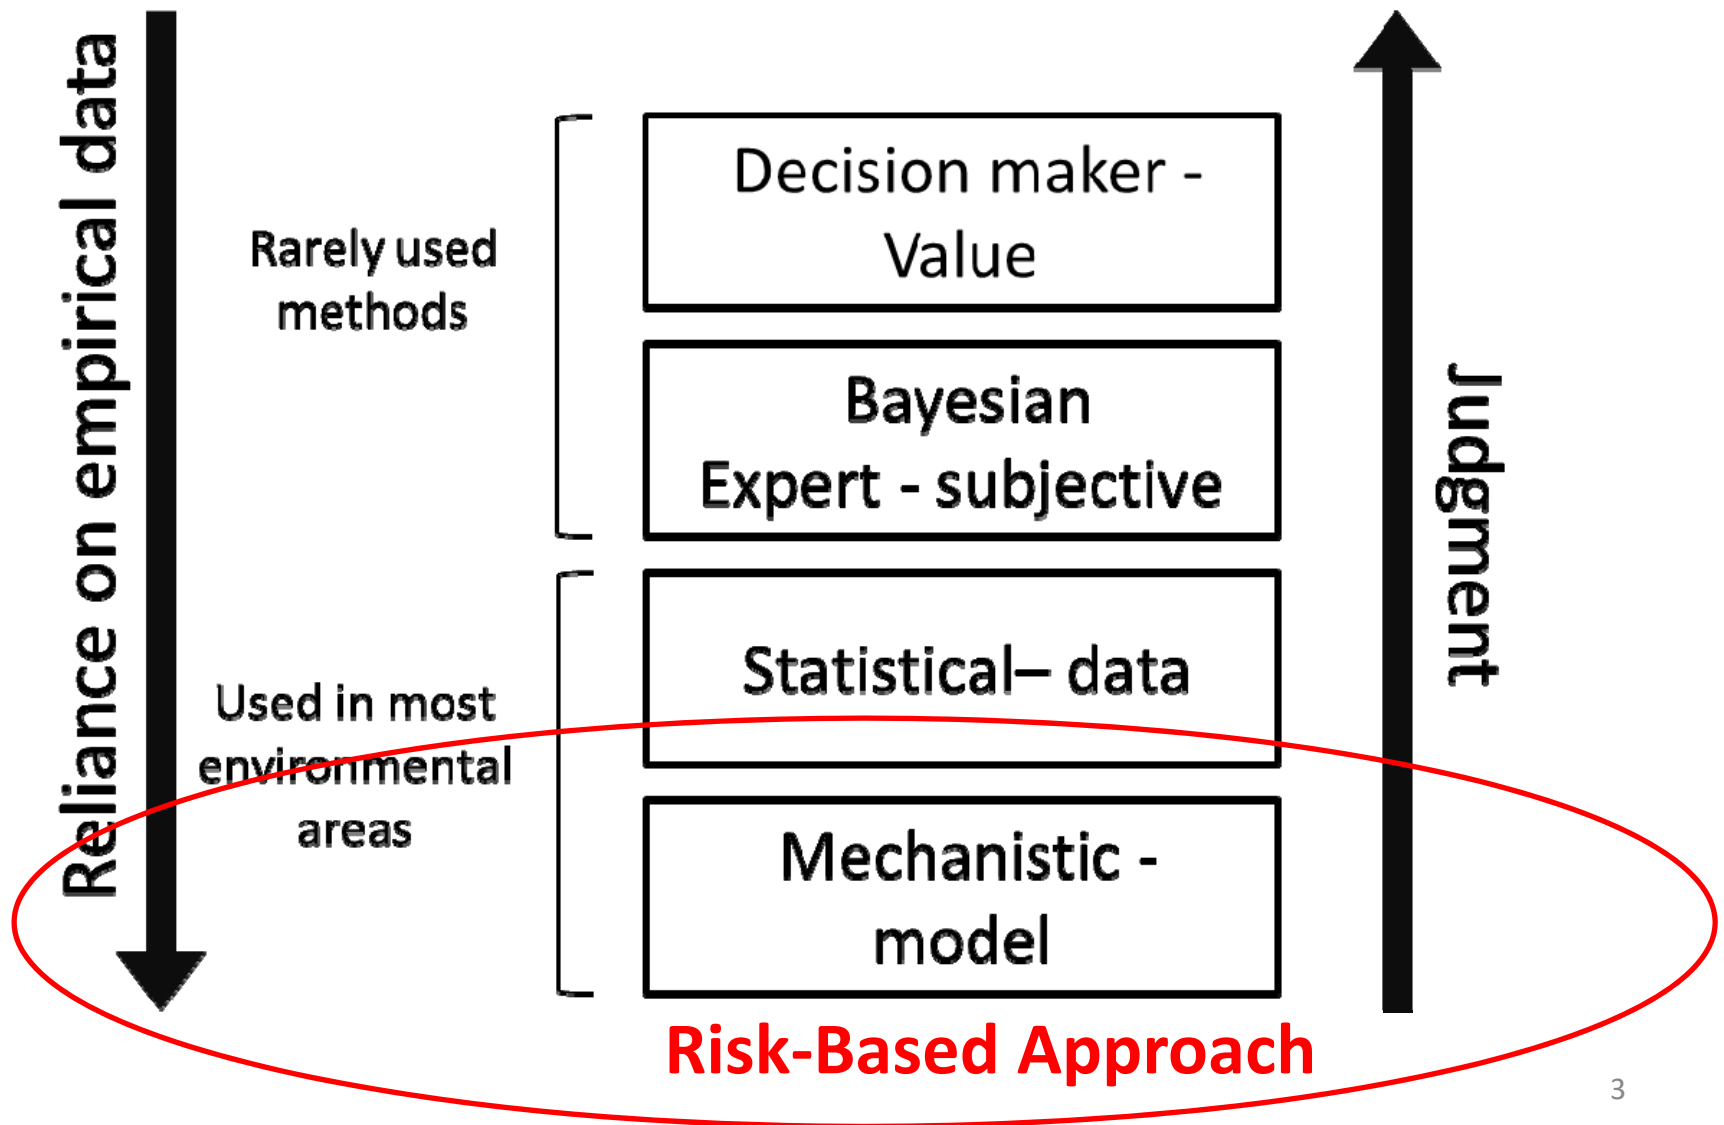 Reliance on empirical data
Decision maker -
Value
Rarely used
methods
Bayesian
Expert - subjective
Judgment
Statistical– data
Used in most
environmental
areas
Mechanistic -
model
Risk-Based Approach
3